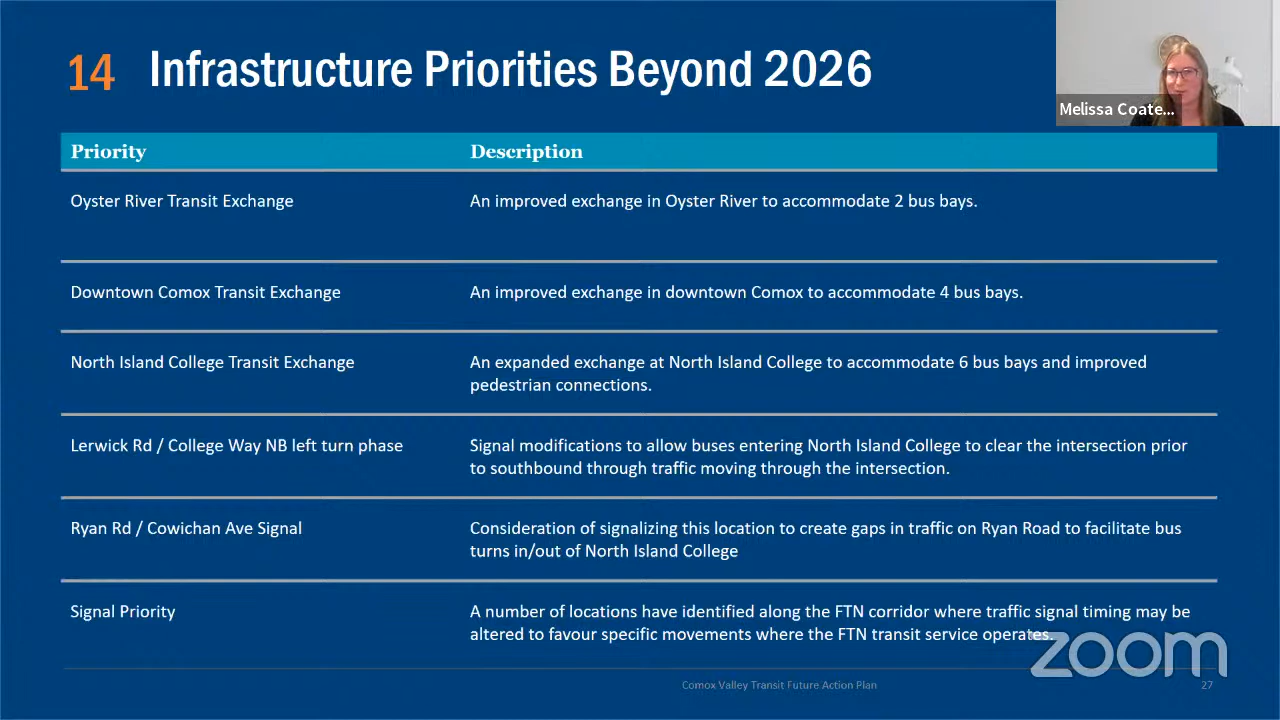 14 Infrastructure Priorities Beyond 2026
Melissa Coate...
Priority Description
Oyster River Transit Exchange An improved exchange in Oyster River to accommodate 2 bus bays.
Downtown Comox Transit Exchange An improved exchange in downtown Comox to accommodate 4 bus bays.
North Island College Transit Exchange An expanded exchange at North Island College to accommodate 6 bus bays and improved
pedestrian connections.
Lerwick Rd / College Way NB left turn phase Signal modifications to allow buses entering North Island College to clear the intersection prior
to southbound through traffic moving through the intersection.
Ryan Rd / Cowichan Ave Signal Consideration of signalizing this location to create gaps in traffic on Ryan Road to facilitate bus
turns in/out of North Island College
Signal Priority A number of locations have identified along the FTN corridor where traffic signal timing may be
altered to favour specific movements where the FTN transit service operates.
zoom
Comox Valley Transit Future Action Plan 27